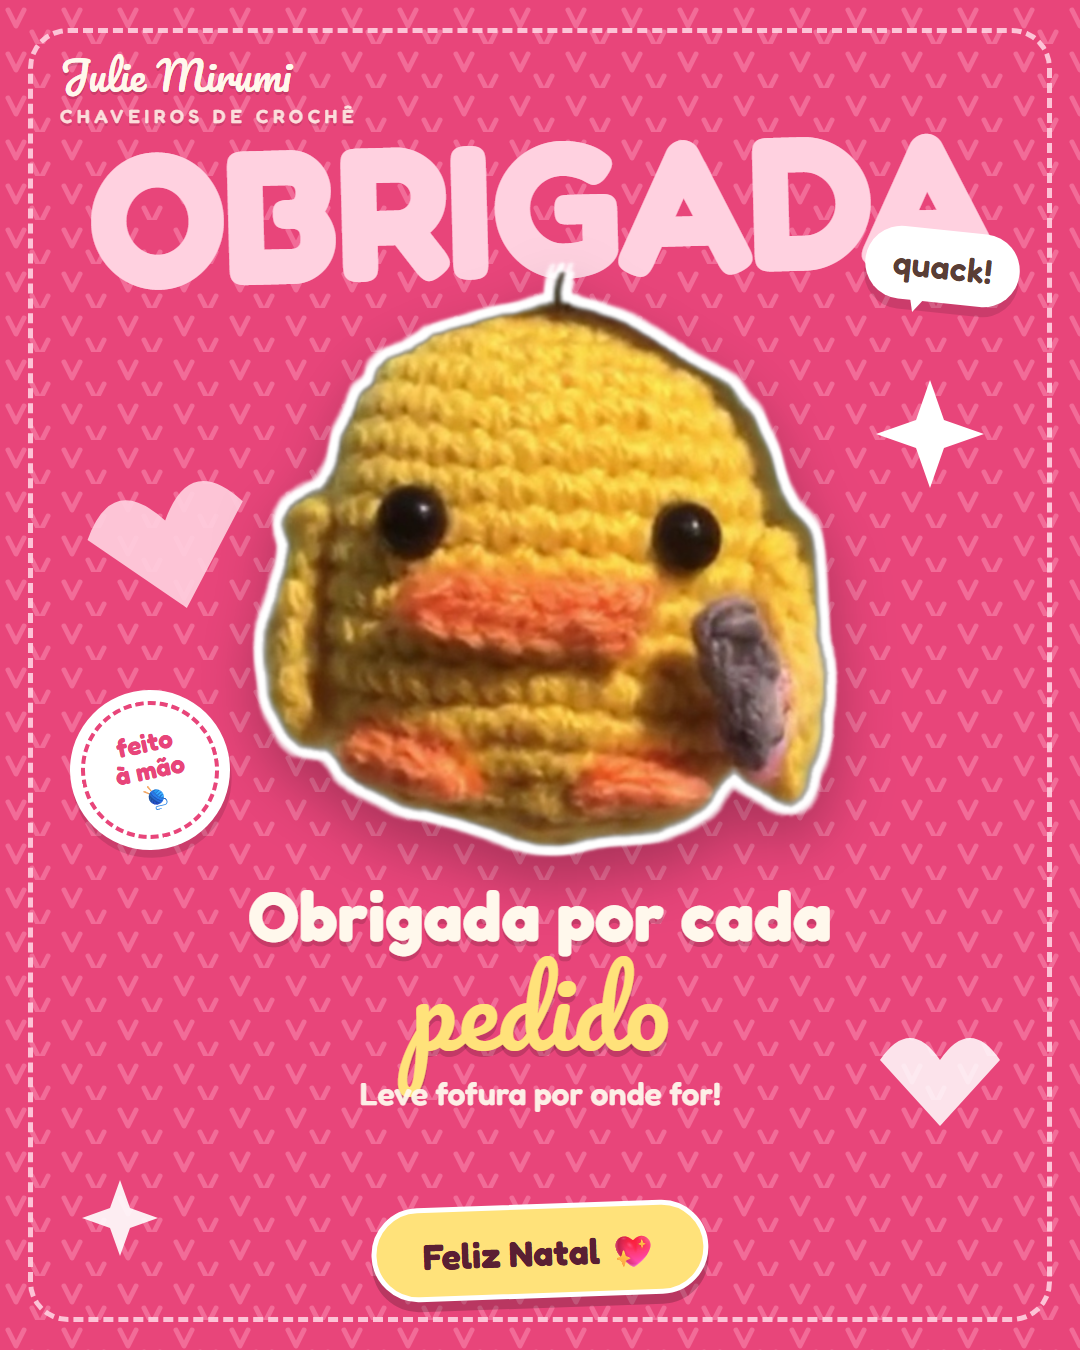 Julie Mirumi
CHAVEIROS DE CROCHÊ
OBRIGADA
quack!
feito
à mão
Obrigada por cada
pedido
Leve fofura por onde for!
Feliz Natal 💖